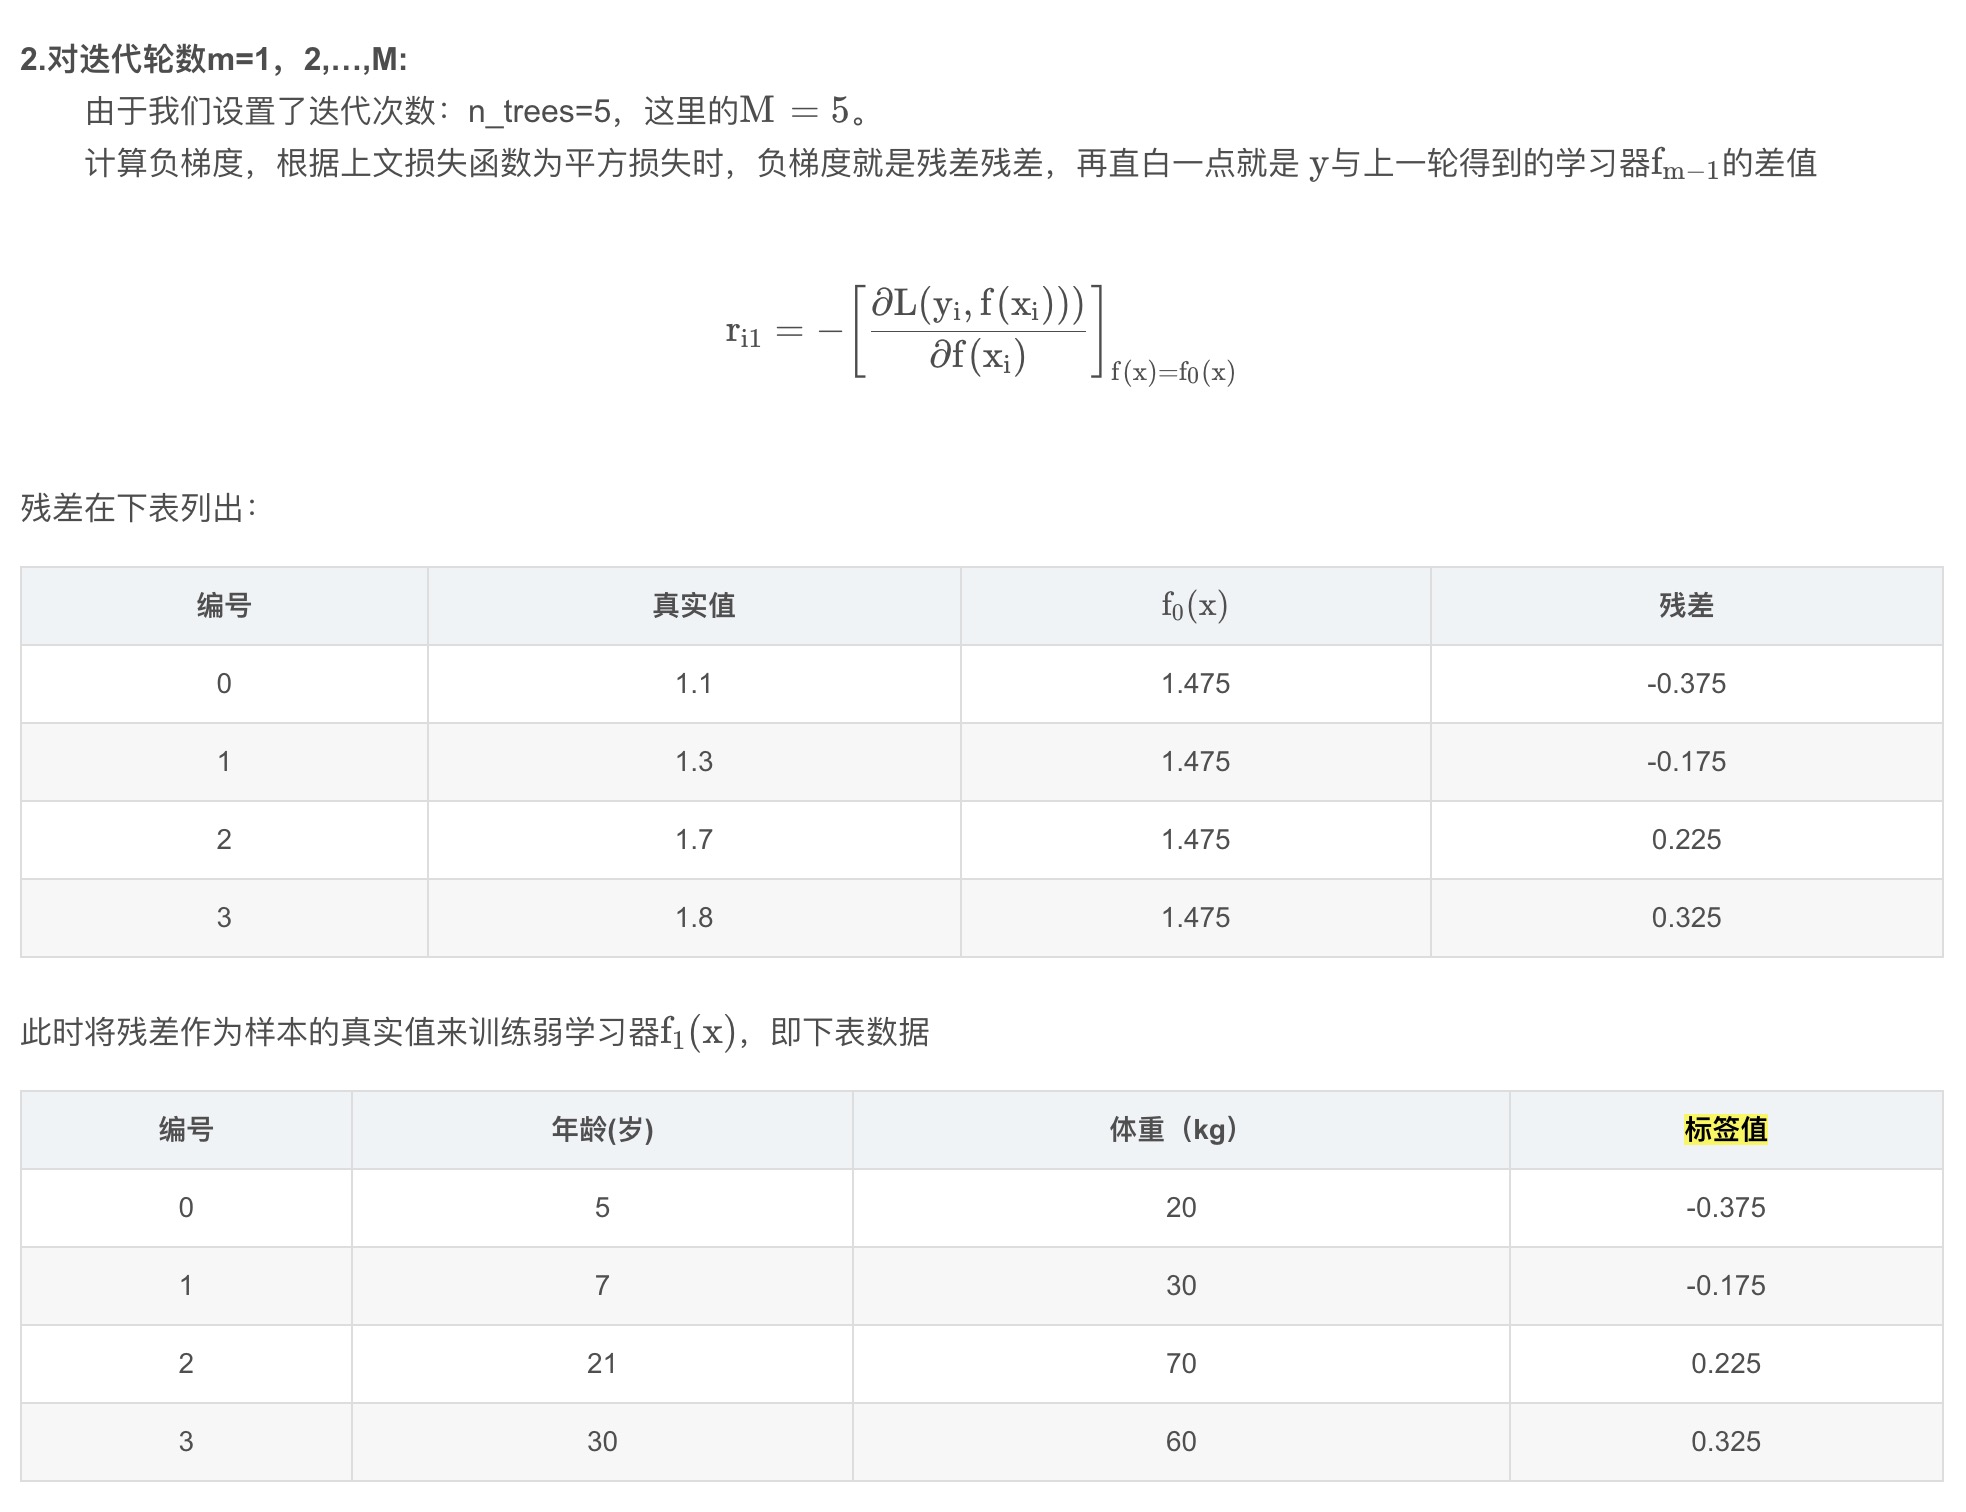 2.对迭代轮数m=1，2,…,M:
由于我们设置了迭代次数：n_trees=5，这里的M = 5。
计算负梯度，根据上文损失函数为平方损失时，负梯度就是残差残差，再直白一点就是 y与上一轮得到的学习器f_{m−1}的差值
r_{i1} = −[∂L(y_i, f(x_i))) / ∂f(x_i)]_{f(x)=f_0(x)}
残差在下表列出：
编号 真实值 f_0(x) 残差
0 1.1 1.475 -0.375
1 1.3 1.475 -0.175
2 1.7 1.475 0.225
3 1.8 1.475 0.325
此时将残差作为样本的真实值来训练弱学习器f_1(x)，即下表数据
编号 年龄(岁) 体重（kg） 标签值
0 5 20 -0.375
1 7 30 -0.175
2 21 70 0.225
3 30 60 0.325